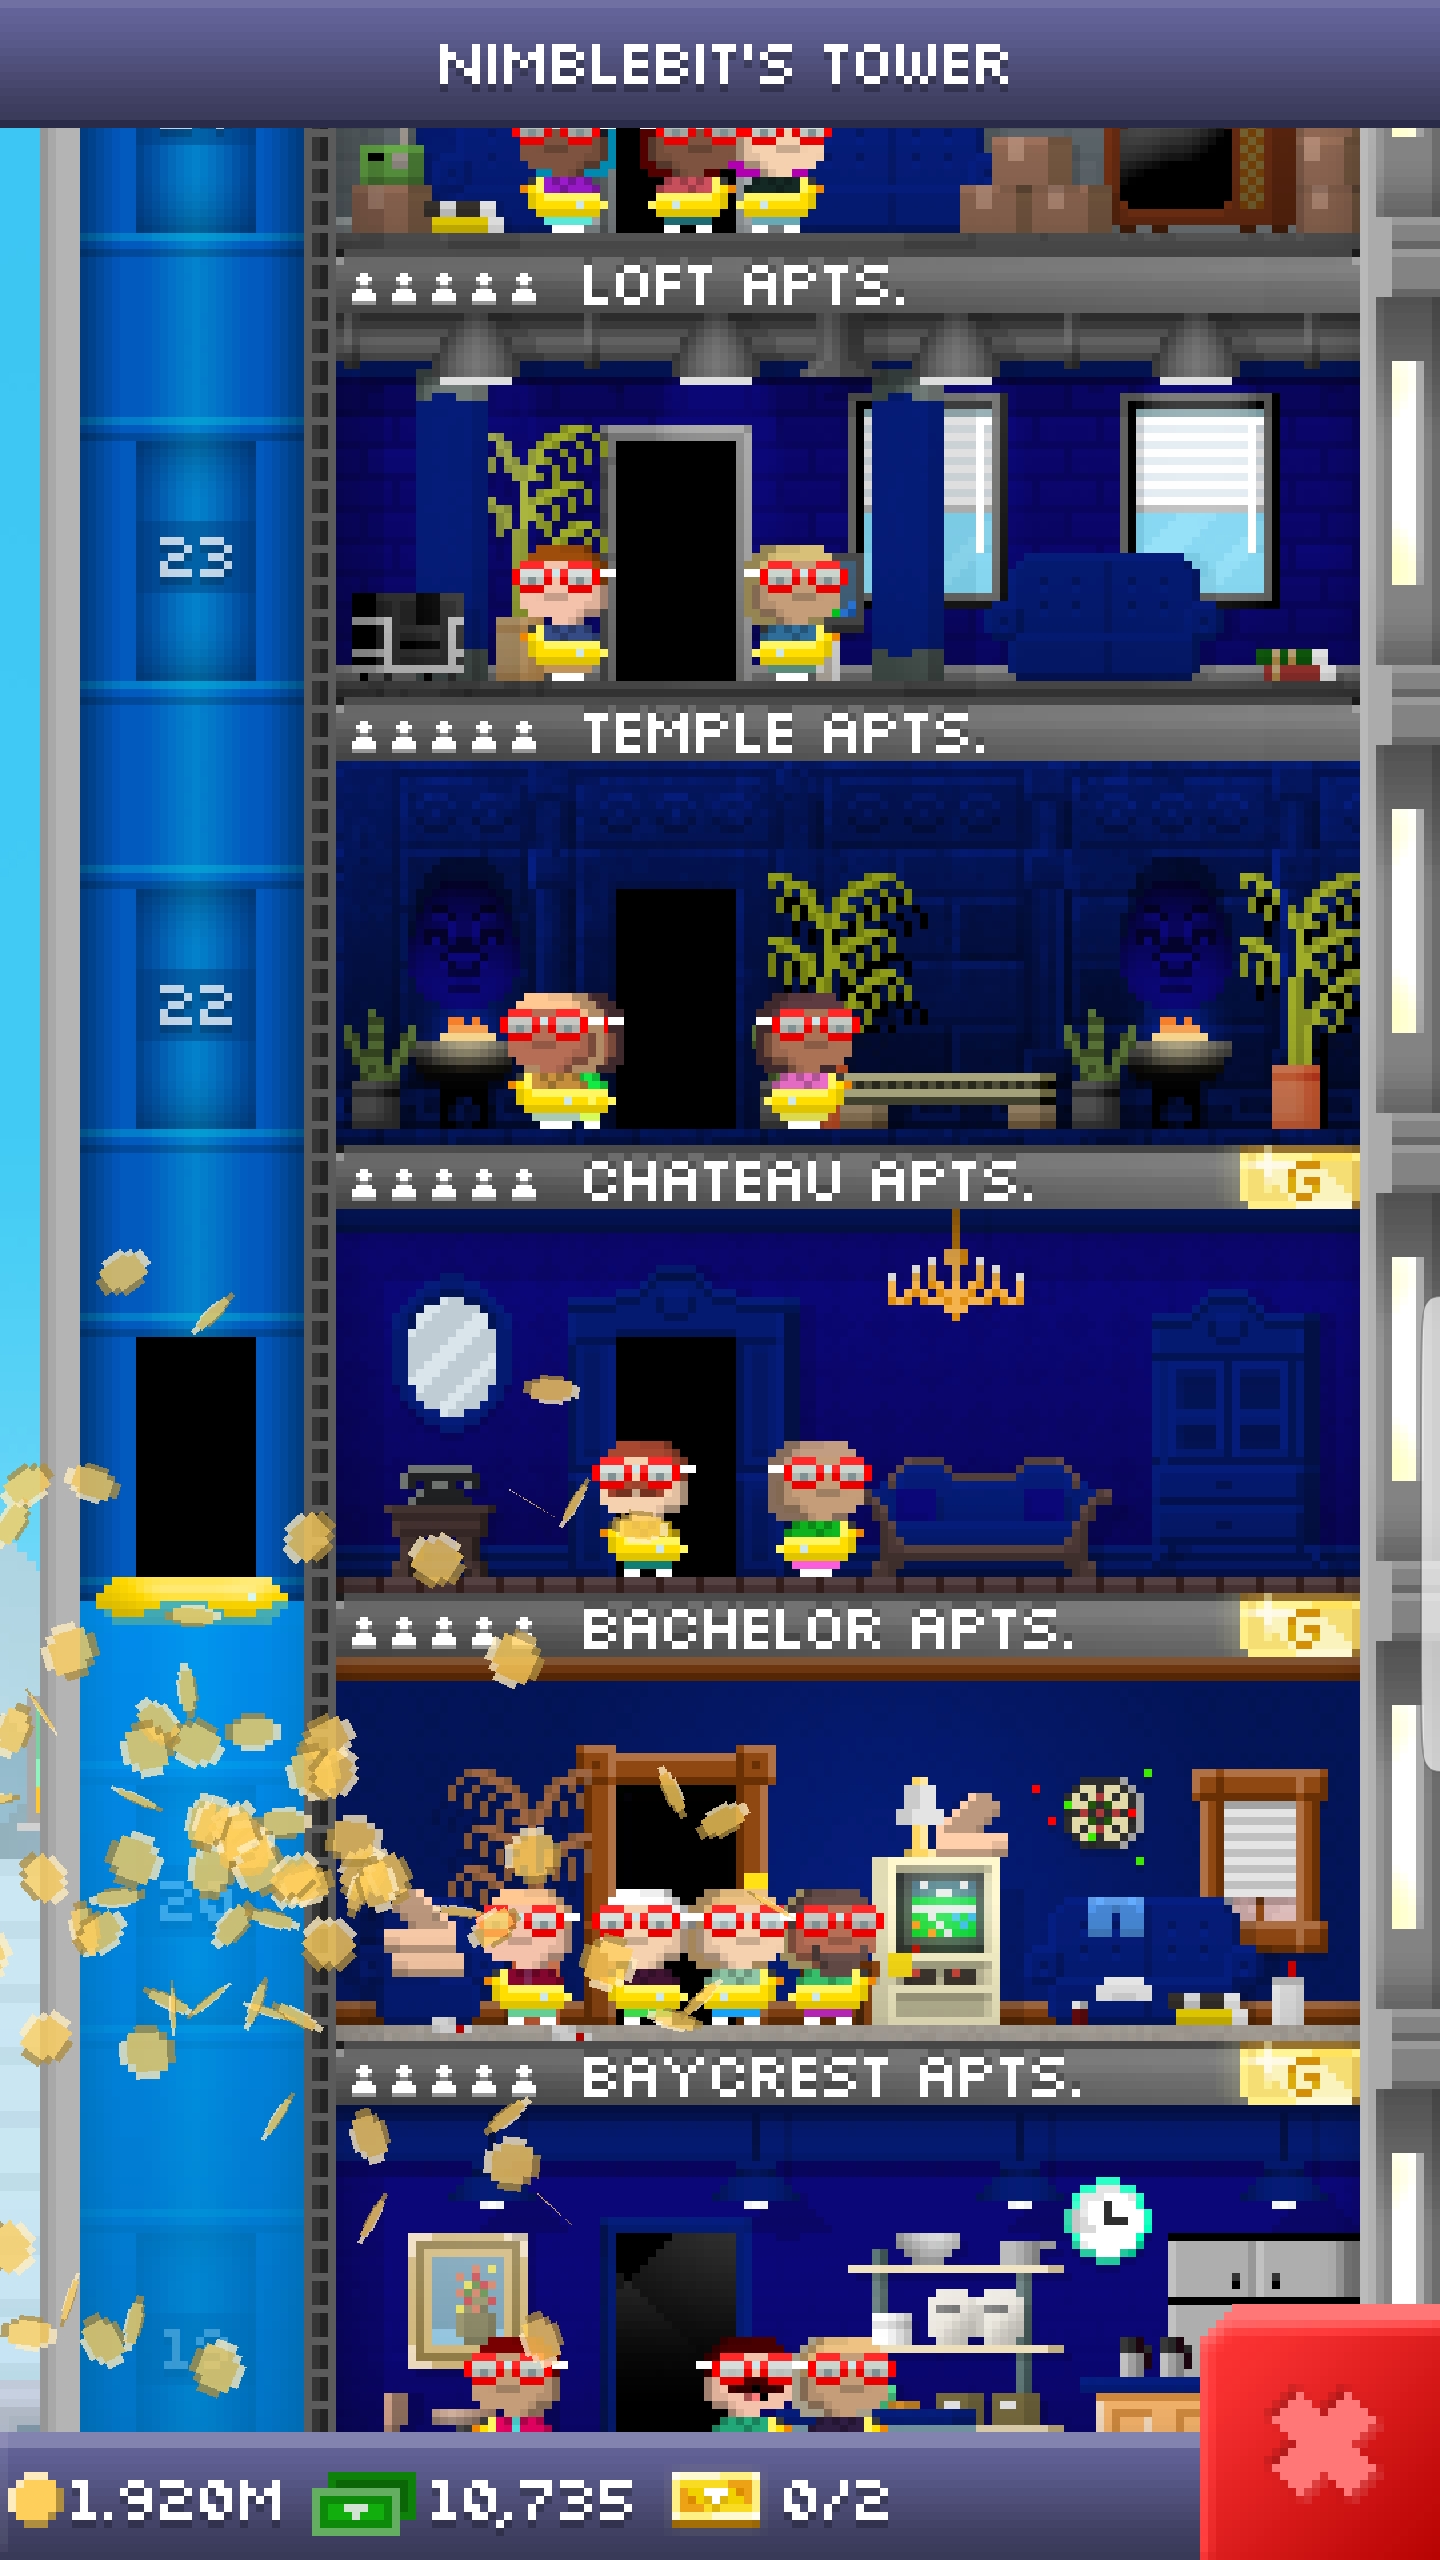 NIMBLEBIT'S TOWER
LOFT APTS.
23
TEMPLE APTS.
22
CHATEAU APTS. G
BACHELOR APTS. G
20
BAYCREST APTS. G
1.920M 10,735 0/2